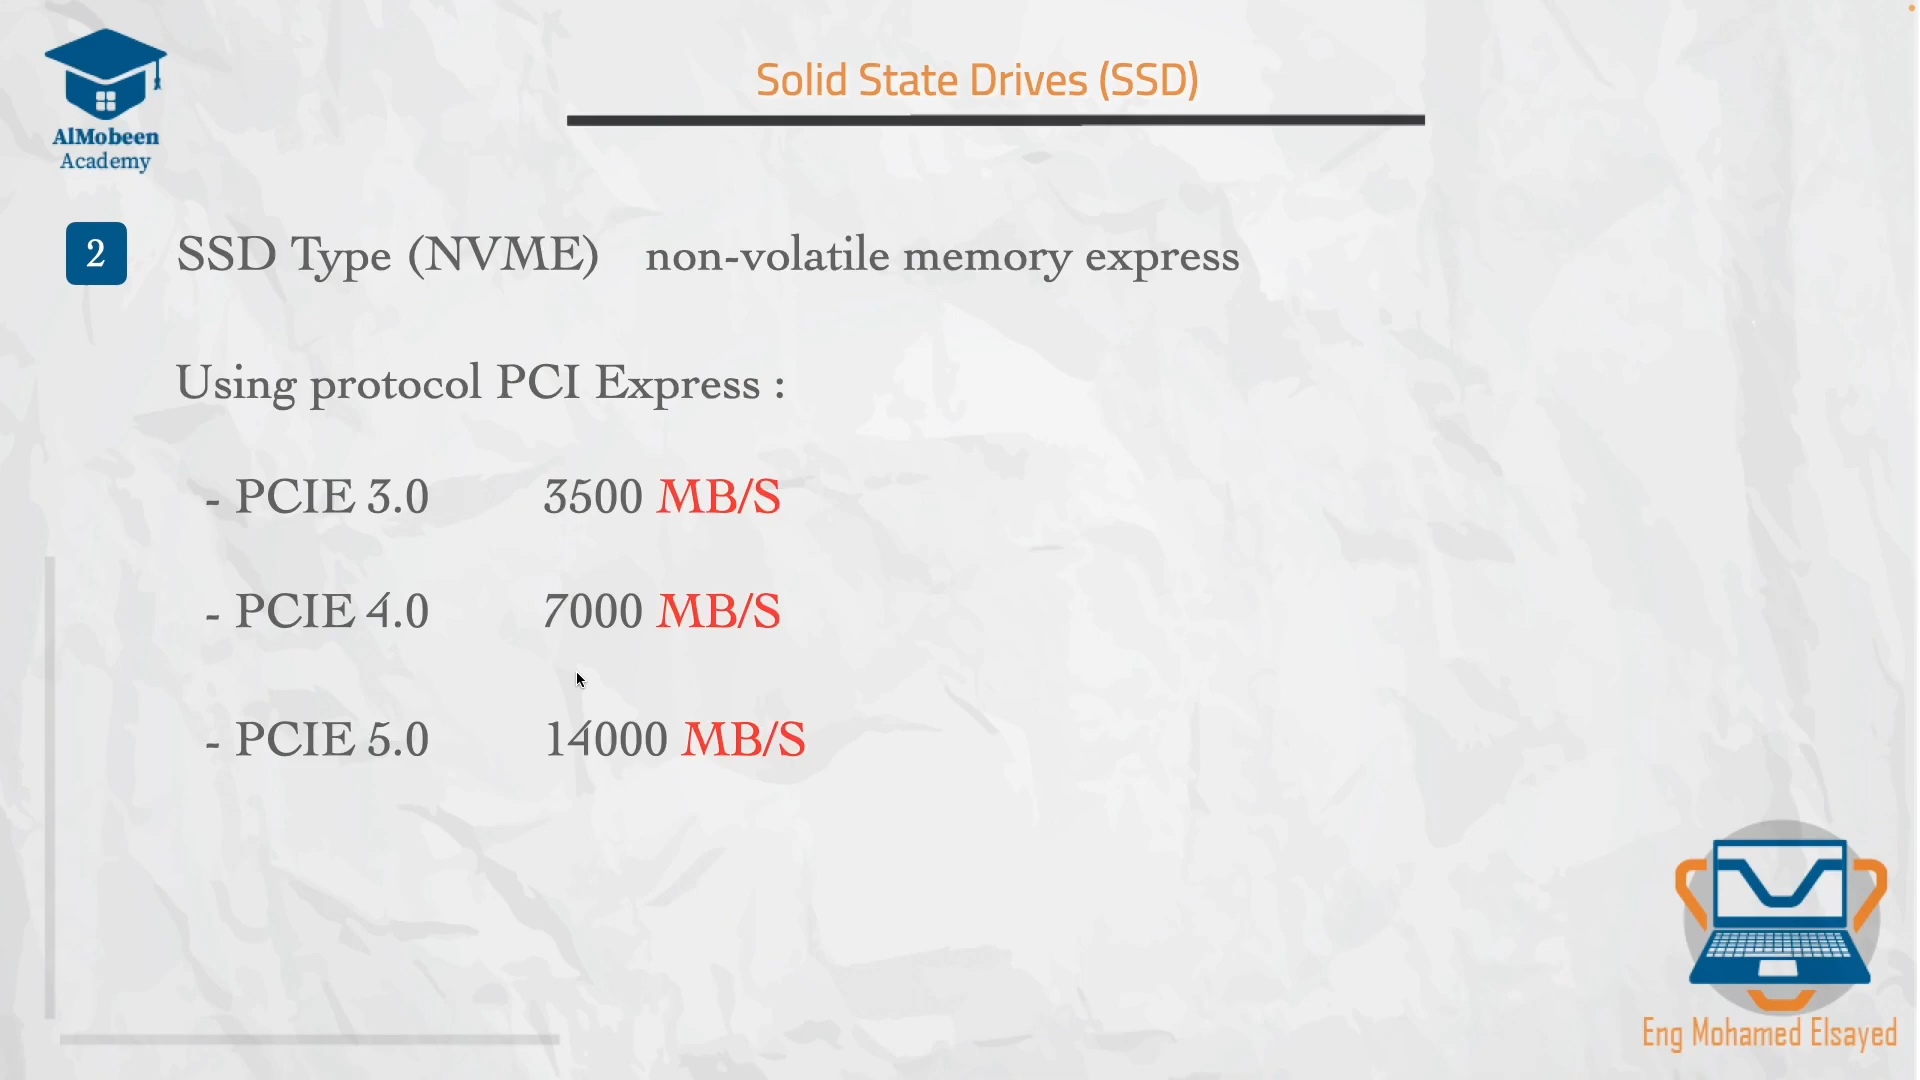 AlMobeen
Academy
Solid State Drives (SSD)
2 SSD Type (NVME) non-volatile memory express
Using protocol PCI Express :
- PCIE 3.0 3500 MB/S
- PCIE 4.0 7000 MB/S
- PCIE 5.0 14000 MB/S
Eng Mohamed Elsayed